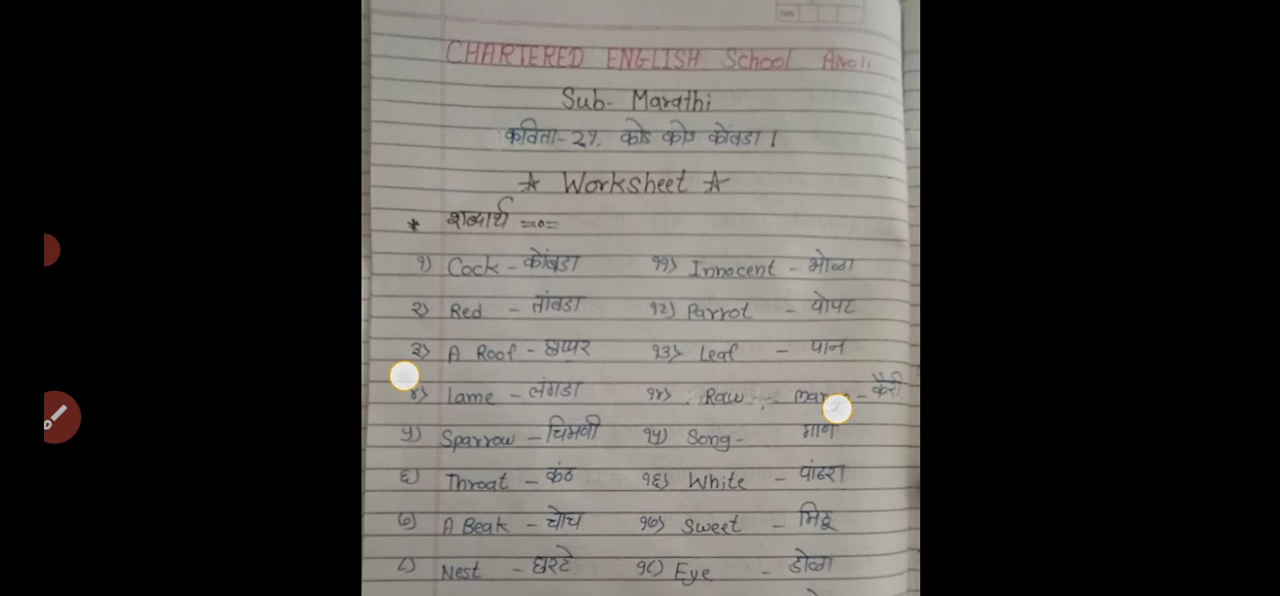 CHARTERED ENGLISH School Airoli
Sub- Marathi
कविता- २१. कोंड कोंड कोंबडा ।
☆ Worksheet ☆
* शब्दार्थ =०=
१) Cock - कोंबडा
२) Red - तांबडा
३) A Roof - छप्पर
४) Lame - लंगडा
५) Sparrow - चिमणी
६) Throat - कंठ
७) A Beak - चोच
८) Nest - घरटे
११) Innocent - भोळा
१२) Parrot - पोपट
१३) Leaf - पान
१४) Raw - कैरी
१५) Song - गाणे
१६) White - पांढरा
१७) Sweet - मिठू
१८) Eye - डोळा